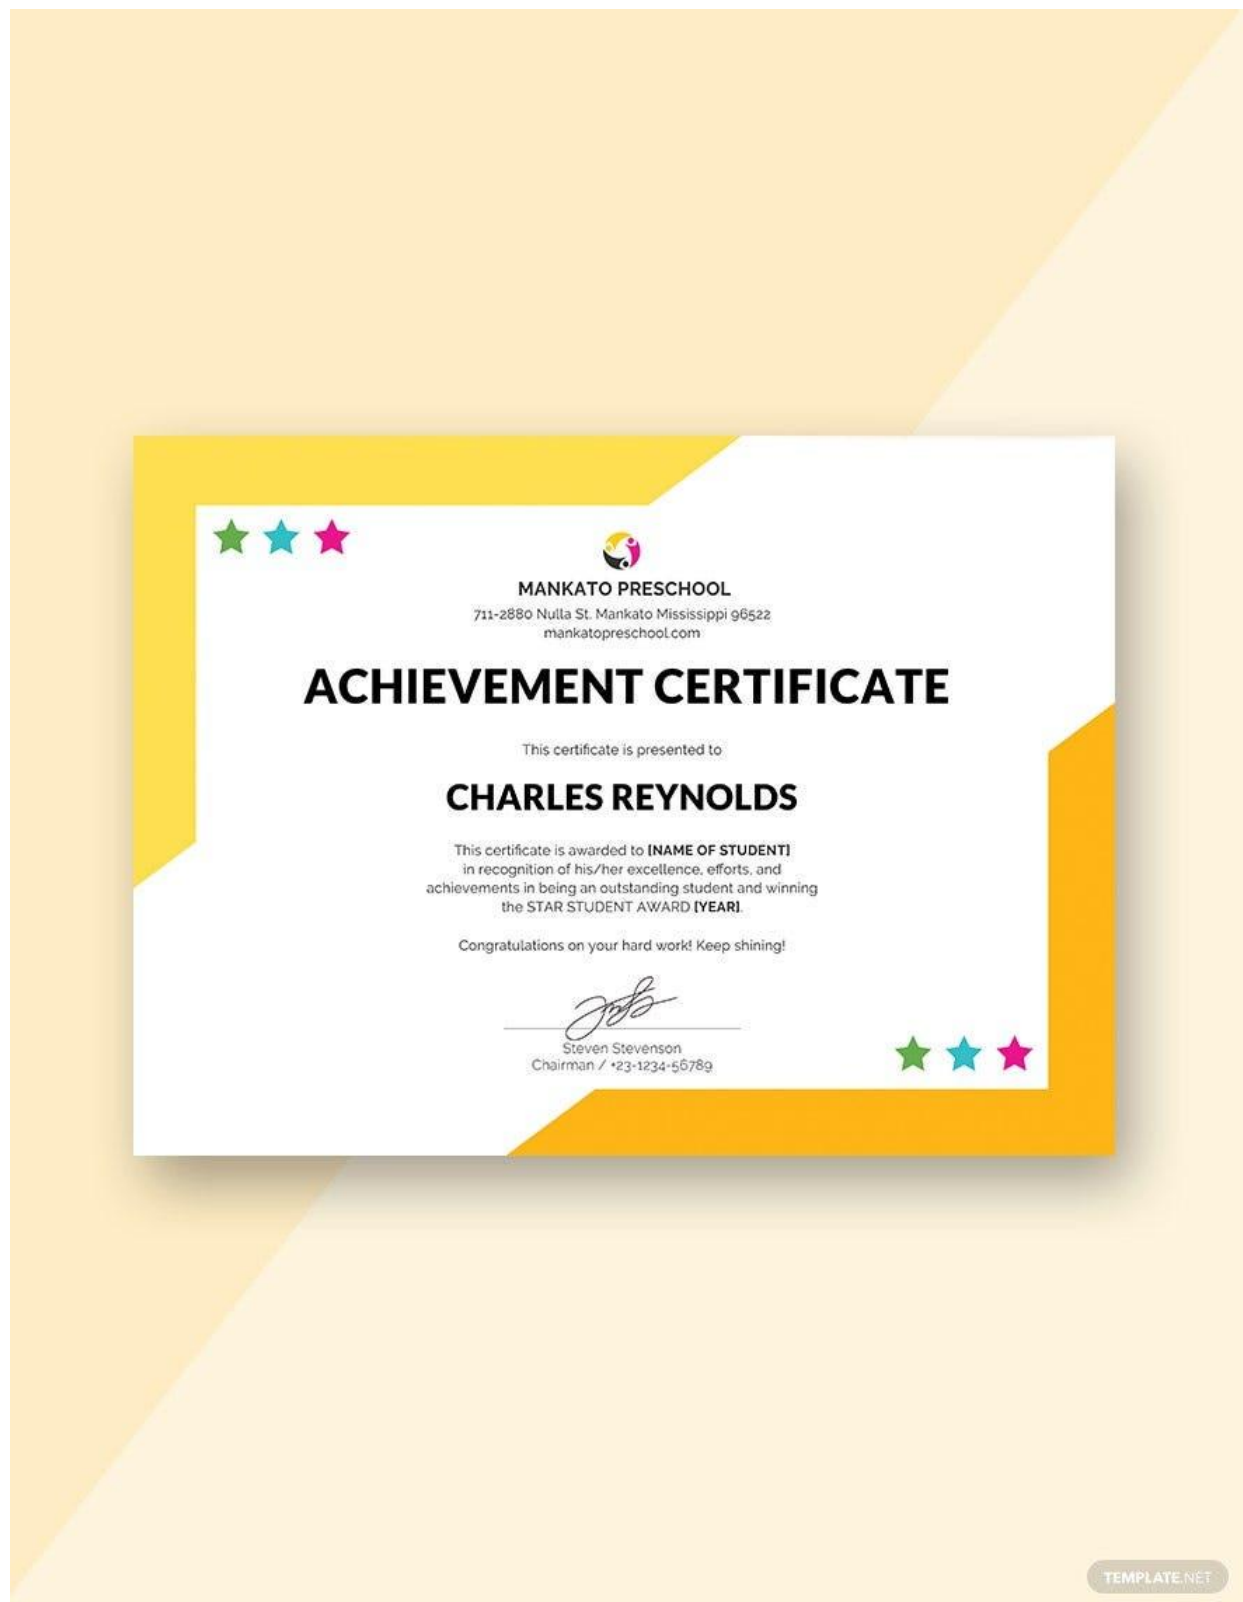 MANKATO PRESCHOOL
711-2880 Nulla St. Mankato Mississippi 96522
mankatopreschool.com
ACHIEVEMENT CERTIFICATE
This certificate is presented to
CHARLES REYNOLDS
This certificate is awarded to [NAME OF STUDENT]
in recognition of his/her excellence, efforts, and
achievements in being an outstanding student and winning
the STAR STUDENT AWARD [YEAR].
Congratulations on your hard work! Keep shining!
Steven Stevenson
Chairman / +23-1234-56789
TEMPLATE.NET